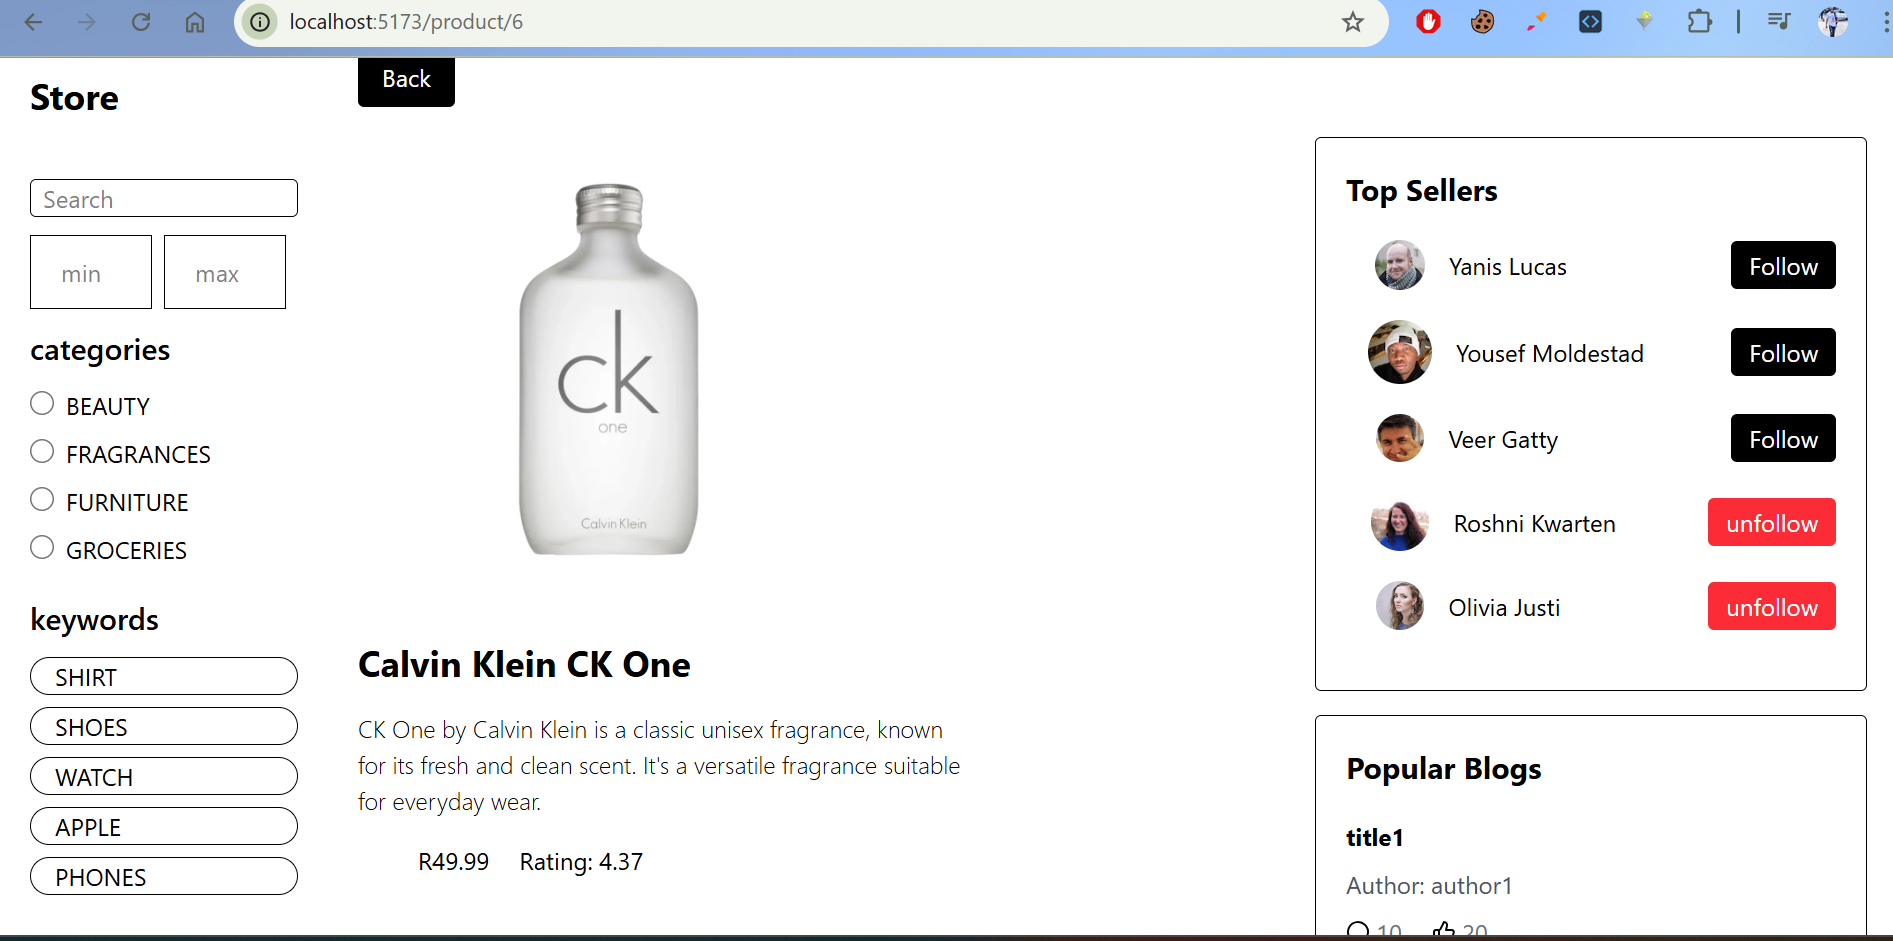 localhost:5173/product/6
Store
Search
min
max
categories
BEAUTY
FRAGRANCES
FURNITURE
GROCERIES
keywords
SHIRT
SHOES
WATCH
APPLE
PHONES
Back
ck
one
Calvin Klein
Calvin Klein CK One
CK One by Calvin Klein is a classic unisex fragrance, known
for its fresh and clean scent. It's a versatile fragrance suitable
for everyday wear.
R49.99 Rating: 4.37
Top Sellers
Yanis Lucas Follow
Yousef Moldestad Follow
Veer Gatty Follow
Roshni Kwarten unfollow
Olivia Justi unfollow
Popular Blogs
title1
Author: author1
10 20